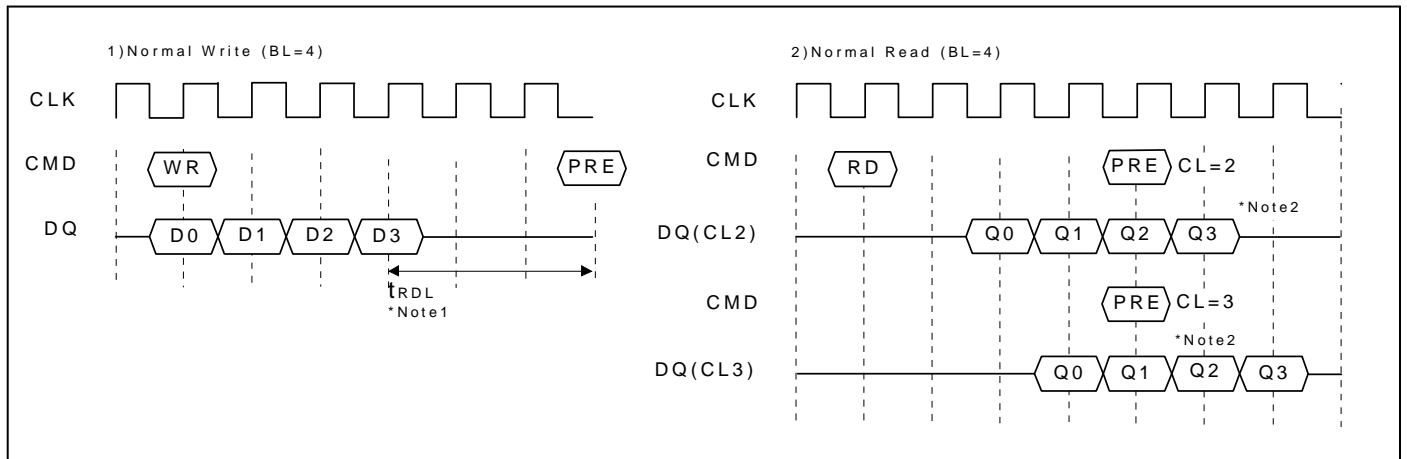 1)Normal Write (BL=4)
CLK
CMD WR PRE
DQ D0 D1 D2 D3
tRDL
*Note1
2)Normal Read (BL=4)
CLK
CMD RD PRE CL=2
*Note2
DQ(CL2) Q0 Q1 Q2 Q3
CMD PRE CL=3
*Note2
DQ(CL3) Q0 Q1 Q2 Q3